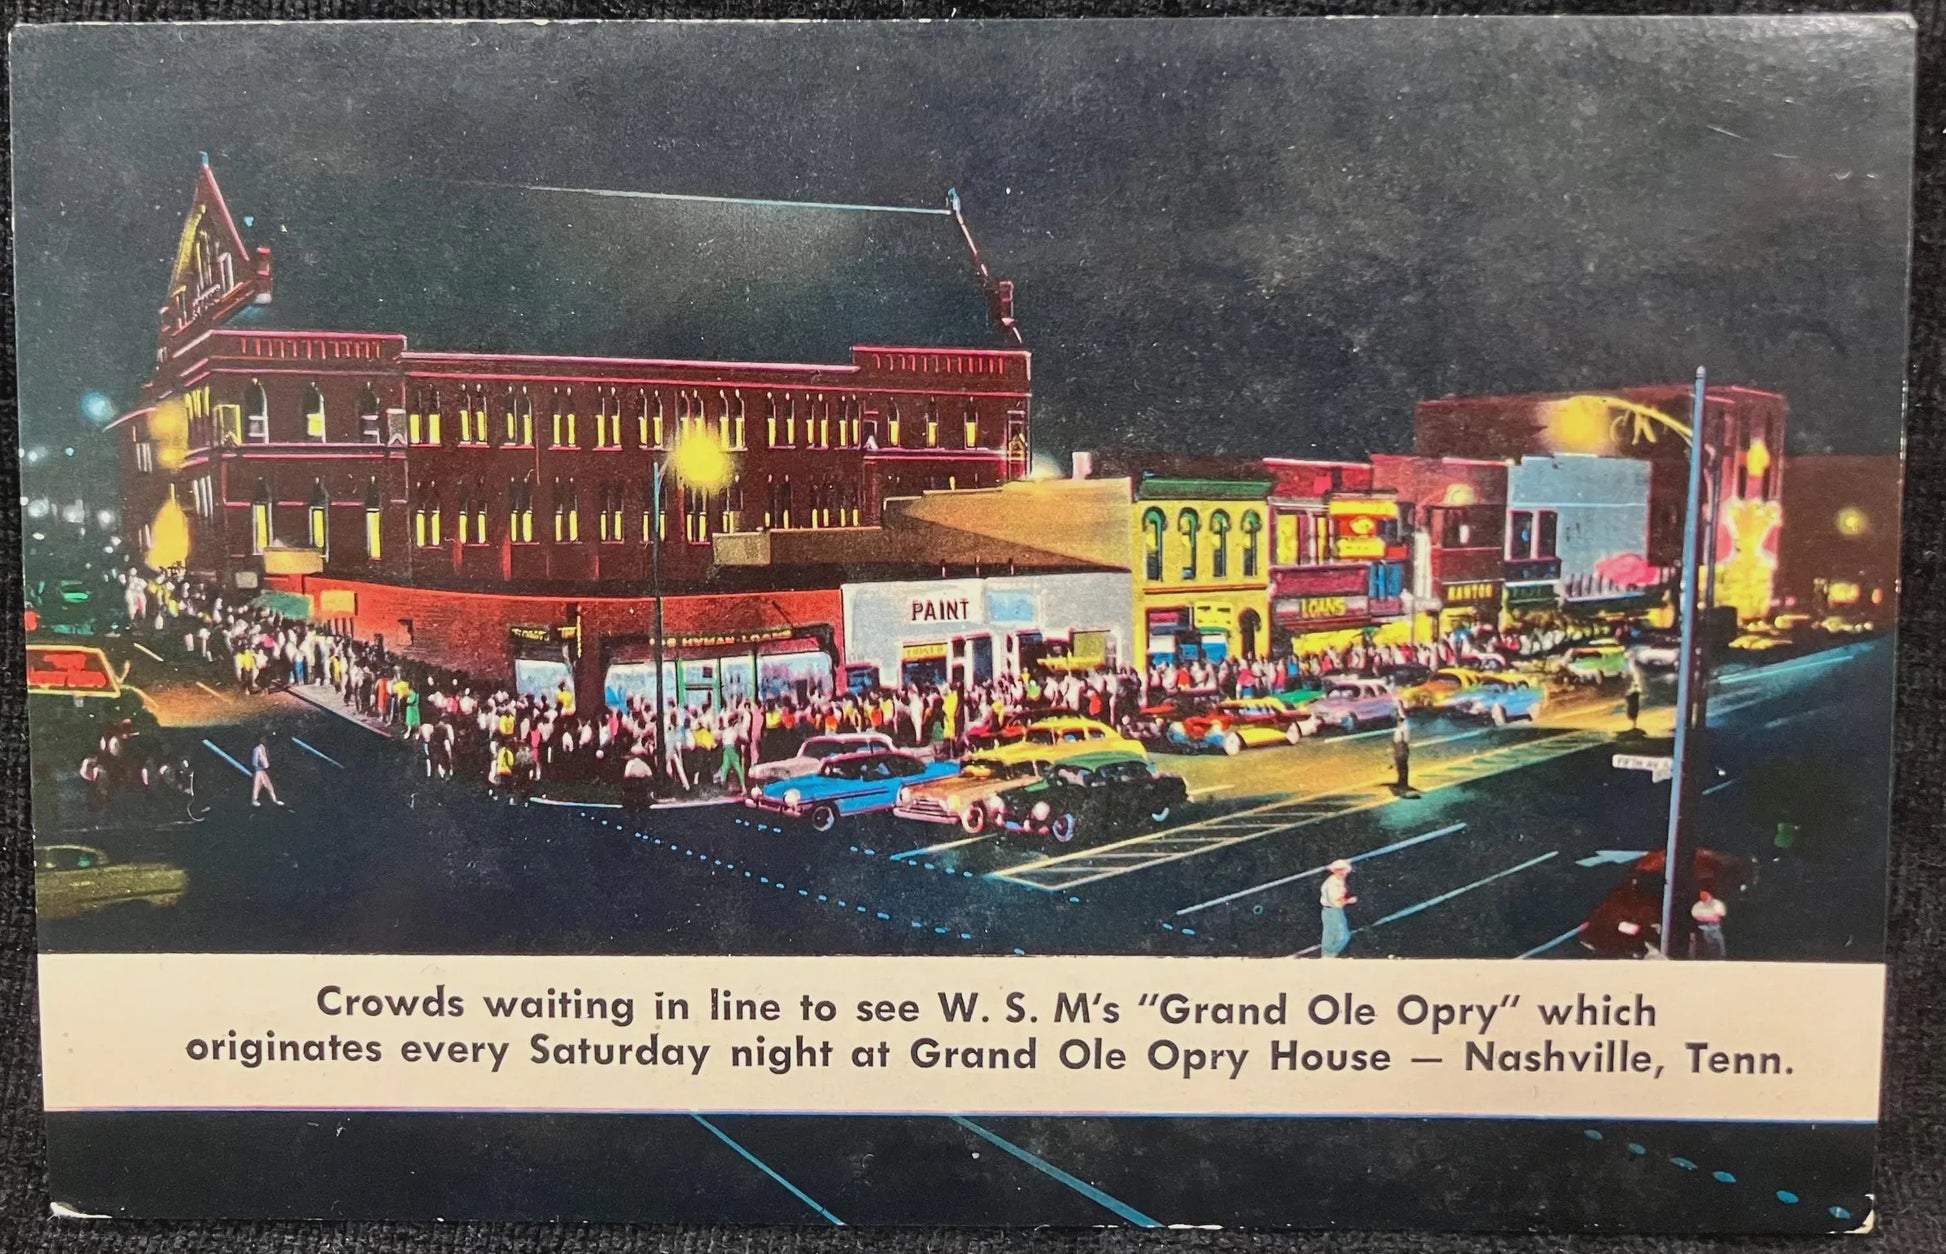 PAINT
LOANS
Crowds waiting in line to see W. S. M's "Grand Ole Opry" which
originates every Saturday night at Grand Ole Opry House — Nashville, Tenn.